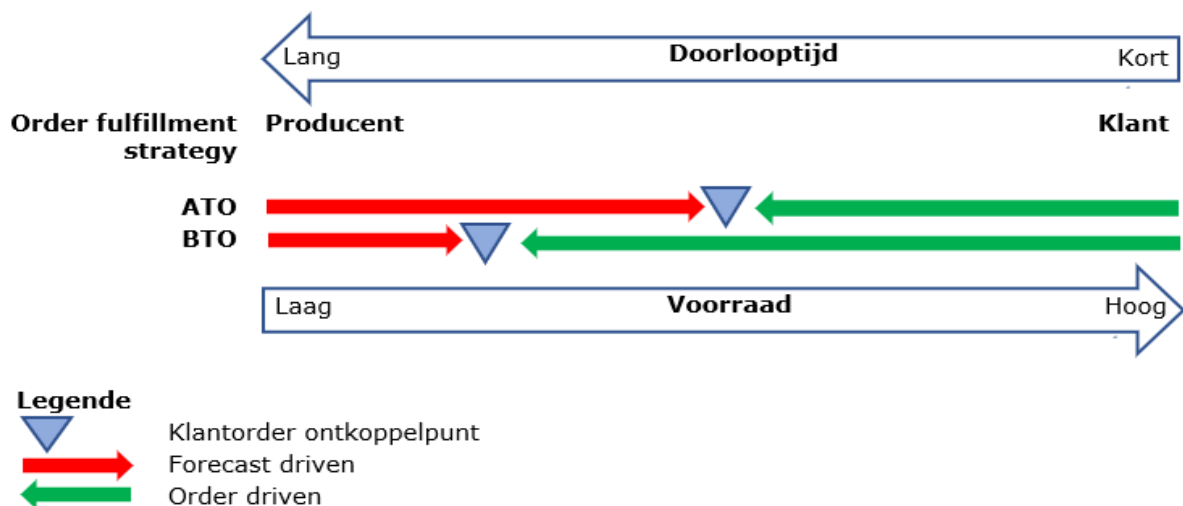 Lang Doorlooptijd Kort
Order fulfillment Producent Klant
strategy
ATO
BTO
Laag Voorraad Hoog
Legende
Klantorder ontkoppelpunt
Forecast driven
Order driven